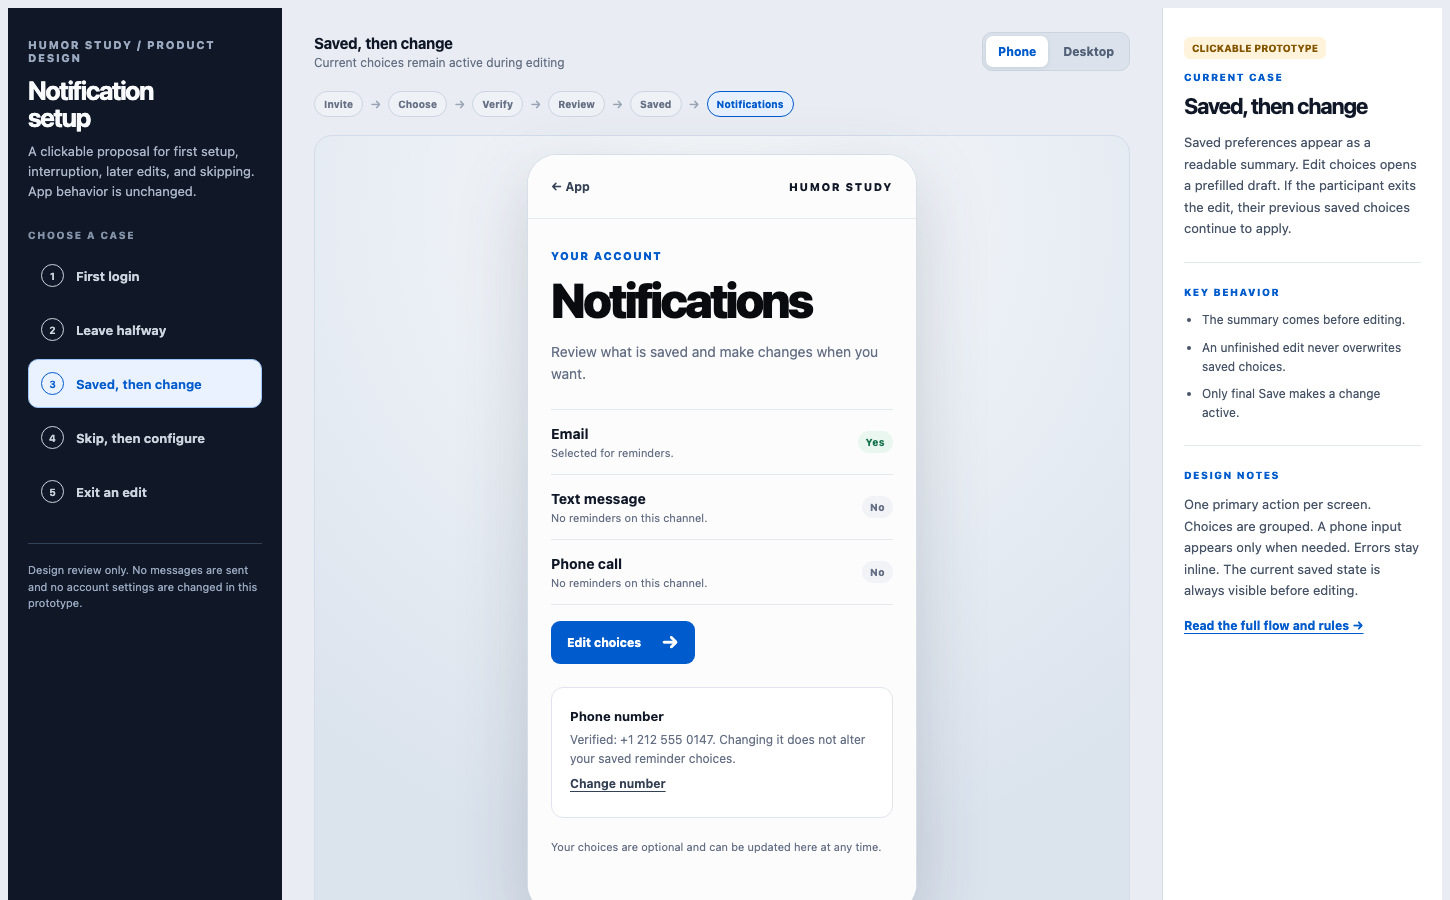 HUMOR STUDY / PRODUCT
DESIGN
Notification
setup
A clickable proposal for first setup,
interruption, later edits, and skipping.
App behavior is unchanged.
CHOOSE A CASE
1 First login
2 Leave halfway
3 Saved, then change
4 Skip, then configure
5 Exit an edit
Design review only. No messages are sent
and no account settings are changed in this
prototype.
Saved, then change
Current choices remain active during editing
Phone Desktop
Invite → Choose → Verify → Review → Saved → Notifications
← App HUMOR STUDY
YOUR ACCOUNT
Notifications
Review what is saved and make changes when you
want.
Email
Selected for reminders.
Yes
Text message
No reminders on this channel.
No
Phone call
No reminders on this channel.
No
Edit choices →
Phone number
Verified: +1 212 555 0147. Changing it does not alter
your saved reminder choices.
Change number
Your choices are optional and can be updated here at any time.
CLICKABLE PROTOTYPE
CURRENT CASE
Saved, then change
Saved preferences appear as a
readable summary. Edit choices opens
a prefilled draft. If the participant exits
the edit, their previous saved choices
continue to apply.
KEY BEHAVIOR
• The summary comes before editing.
• An unfinished edit never overwrites
saved choices.
• Only final Save makes a change
active.
DESIGN NOTES
One primary action per screen.
Choices are grouped. A phone input
appears only when needed. Errors stay
inline. The current saved state is
always visible before editing.
Read the full flow and rules →